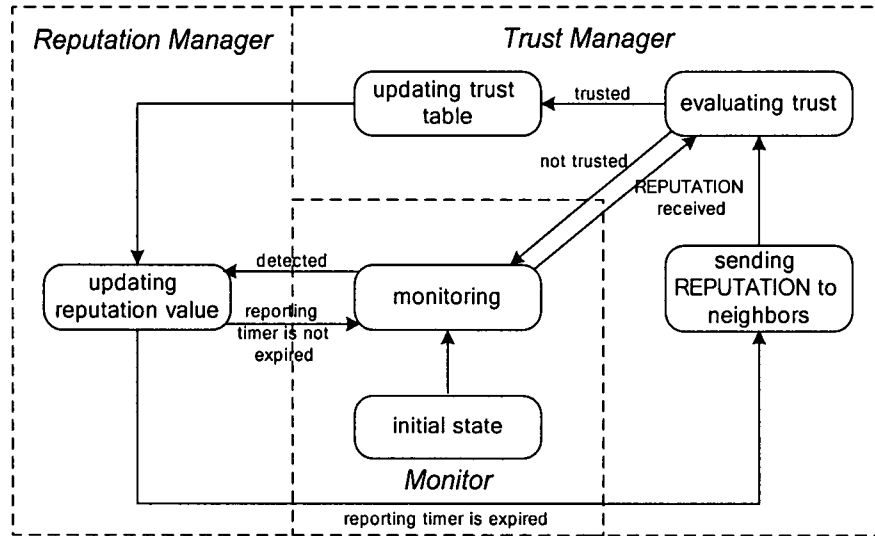 Reputation Manager
Trust Manager
updating trust
table
trusted
evaluating trust
not trusted
REPUTATION
received
detected
updating
reputation value
monitoring
sending
REPUTATION to
neighbors
reporting
timer is not
expired
initial state
Monitor
reporting timer is expired